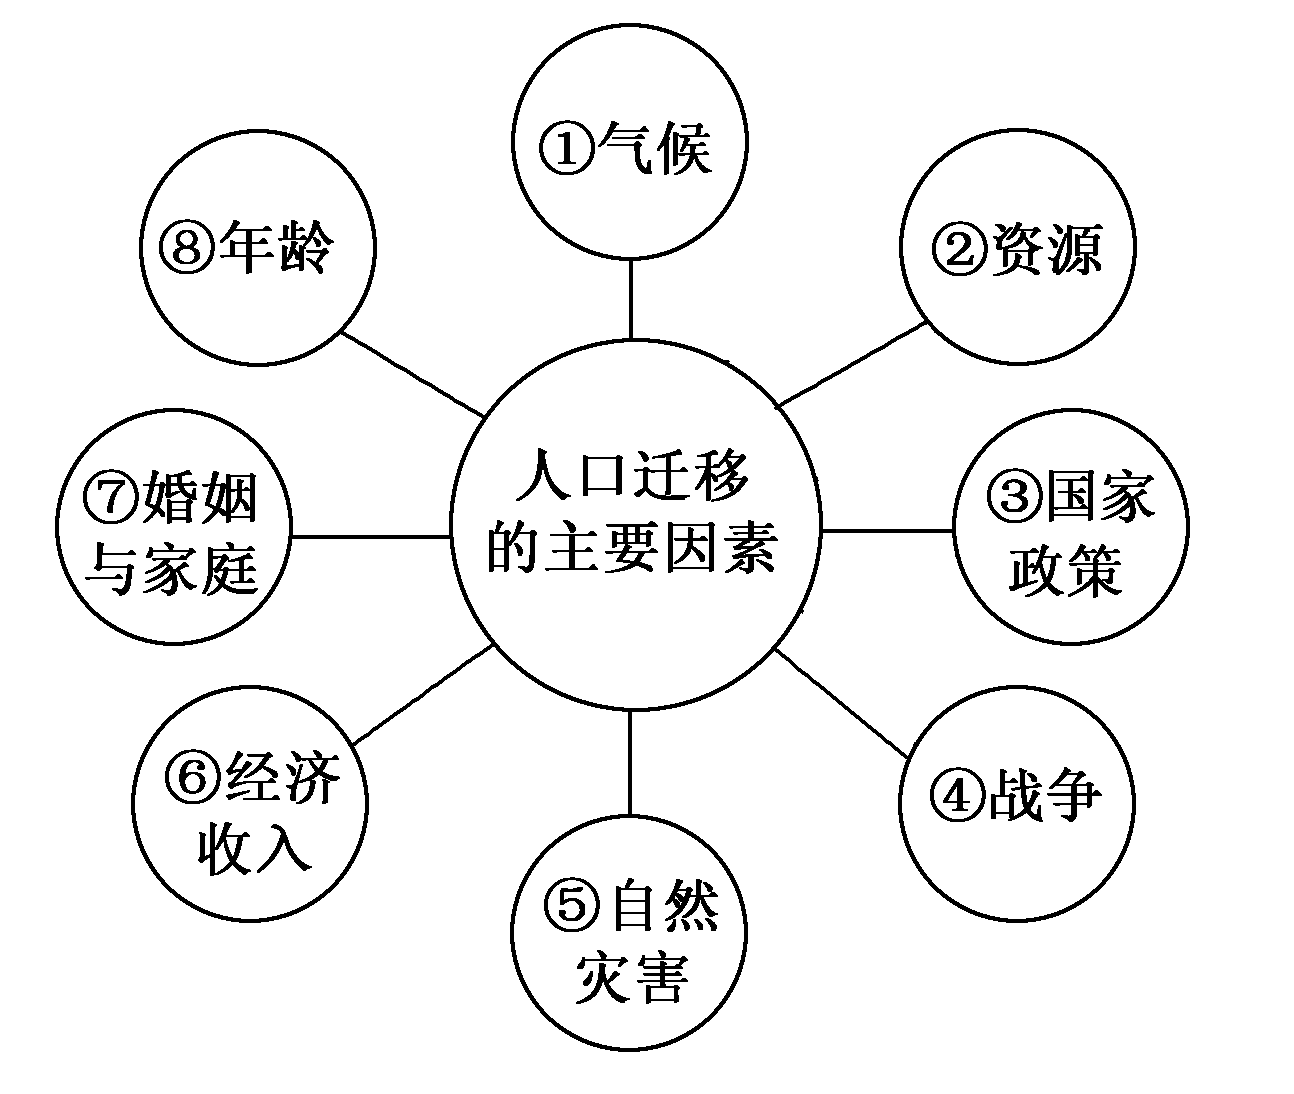 ①气候
②资源
③国家
政策
④战争
⑤自然
灾害
⑥经济
收入
⑦婚姻
与家庭
⑧年龄
人口迁移
的主要因素